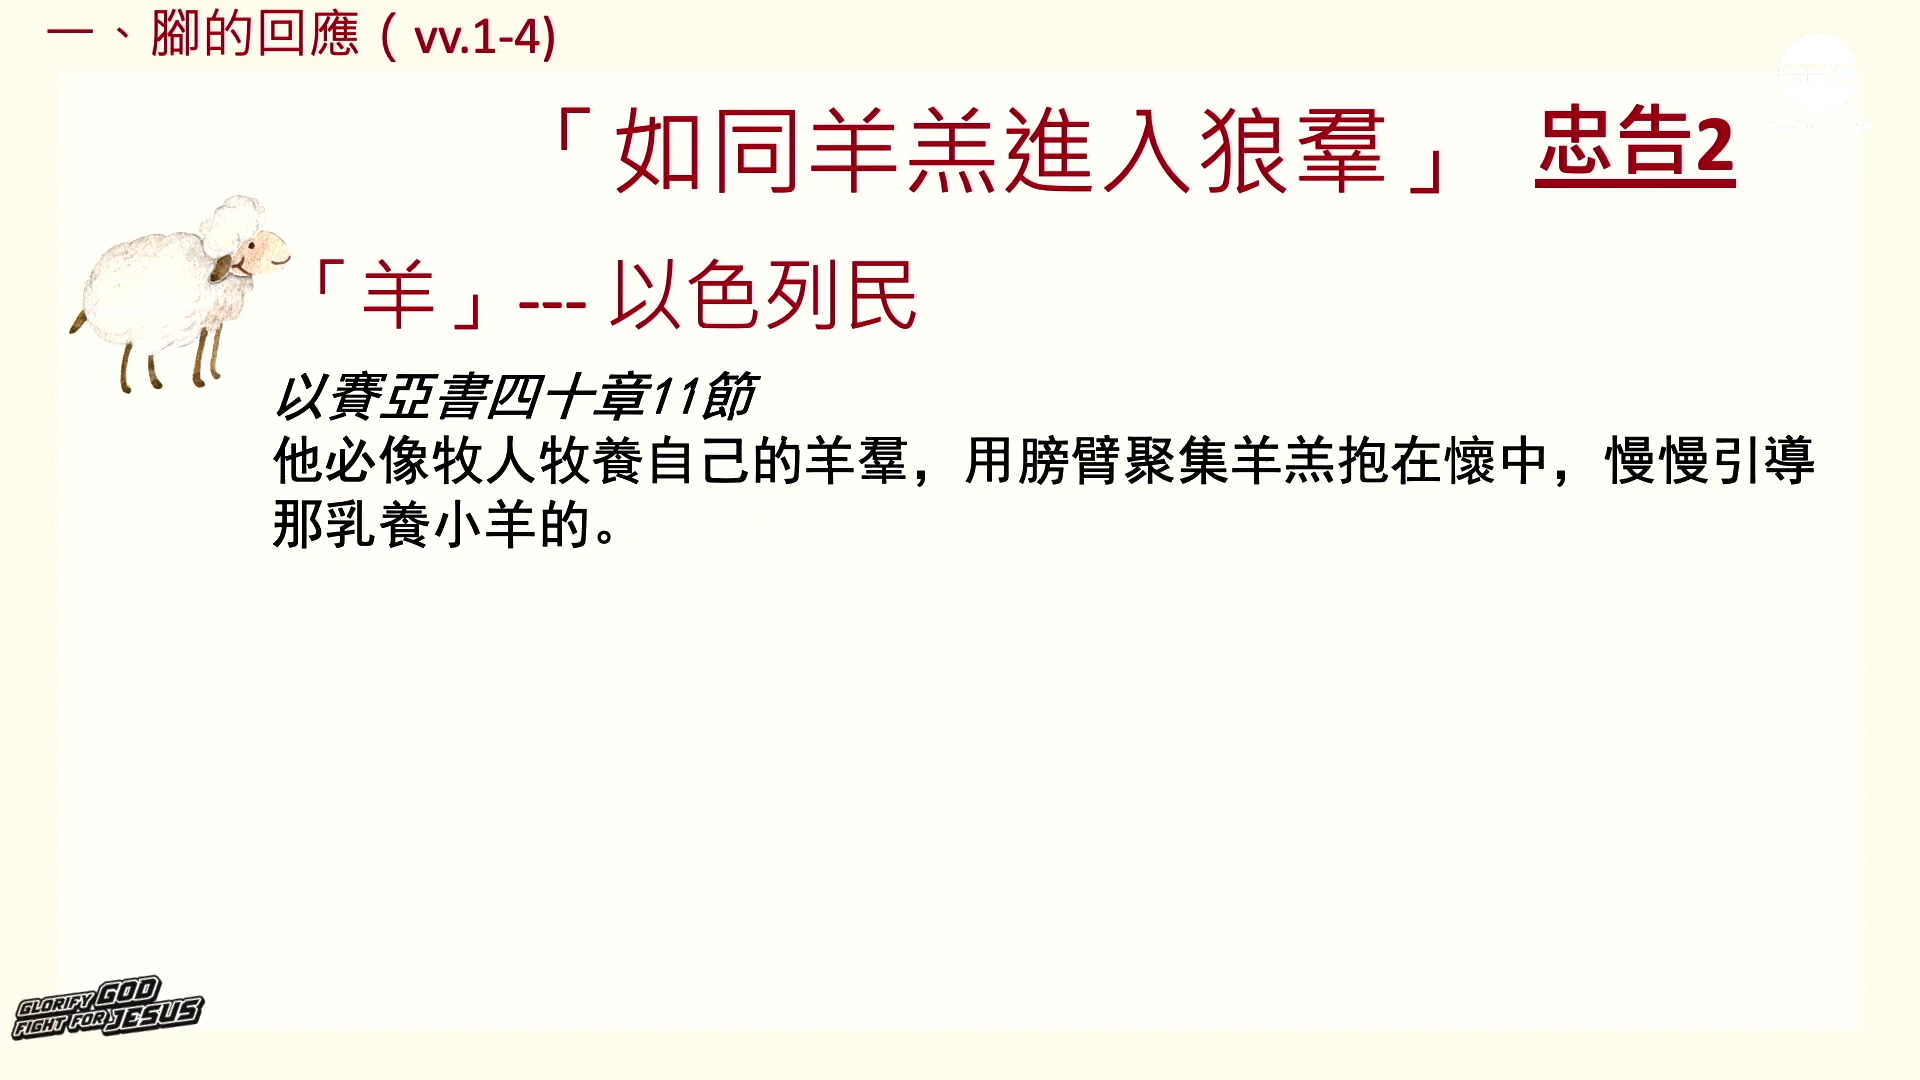 一、腳的回應（vv.1-4)
「如同羊羔進入狼羣」 忠告2
「羊」--- 以色列民
以賽亞書四十章11節
他必像牧人牧養自己的羊羣，用膀臂聚集羊羔抱在懷中，慢慢引導
那乳養小羊的。
GLORIFY GOD
FIGHT FOR JESUS